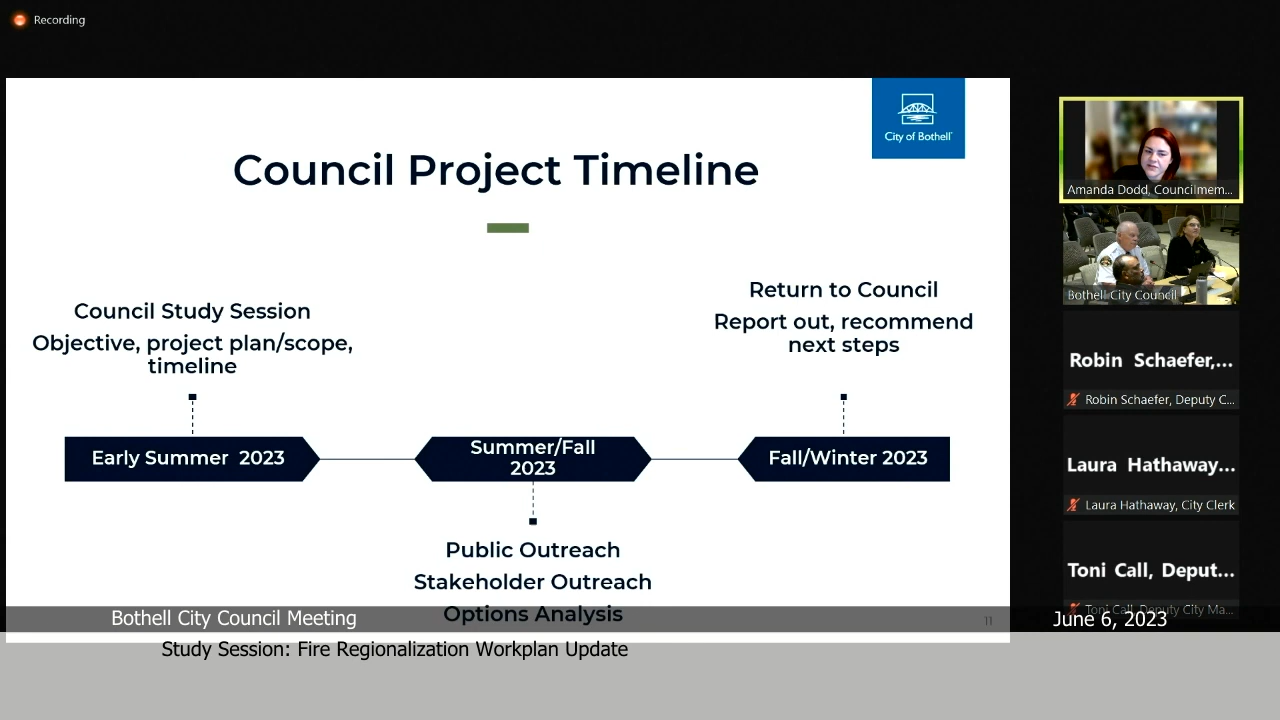 Recording
City of Bothell
Council Project Timeline
Council Study Session
Objective, project plan/scope,
timeline
Return to Council
Report out, recommend
next steps
Early Summer 2023
Summer/Fall
2023
Fall/Winter 2023
Public Outreach
Stakeholder Outreach
Options Analysis
11
Amanda Dodd, Councilmem...
Bothell City Council
Robin Schaefer,...
Robin Schaefer, Deputy C...
Laura Hathaway...
Laura Hathaway, City Clerk
Toni Call, Deput...
Toni Call, Deputy City Ma...
Bothell City Council Meeting
June 6, 2023
Study Session: Fire Regionalization Workplan Update